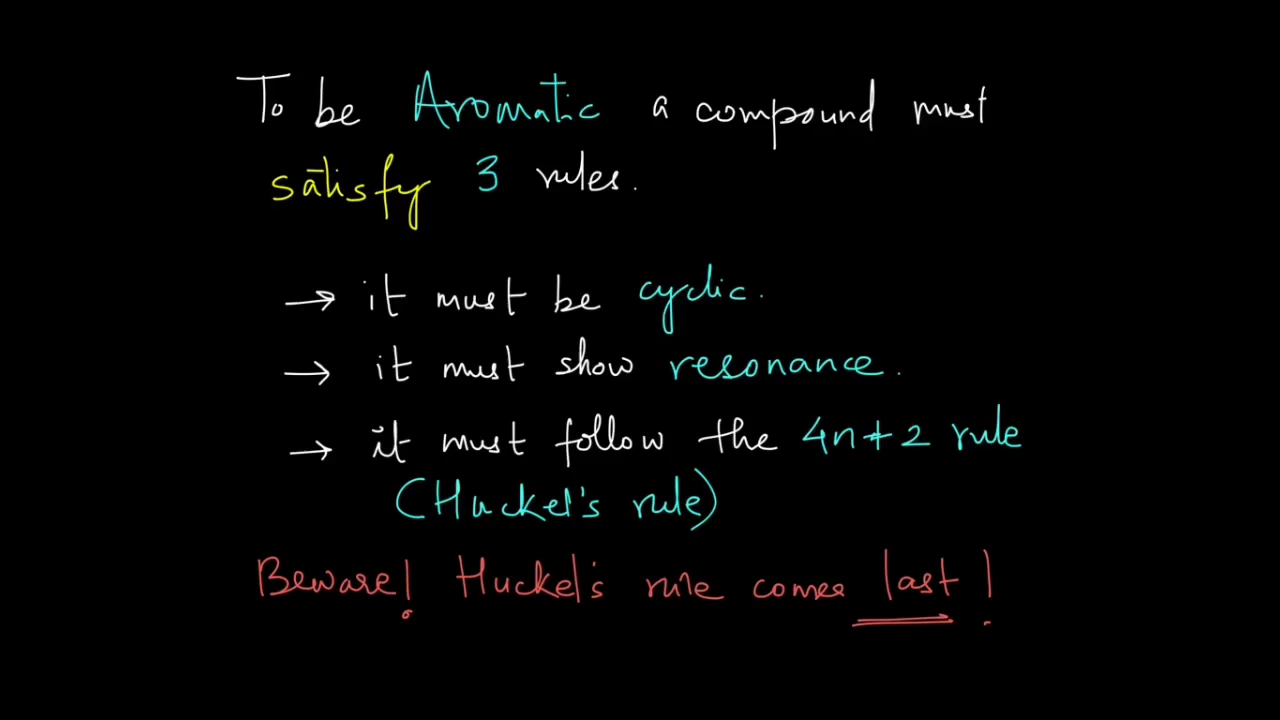 To be Aromatic a compound must
satisfy 3 rules.
→ it must be cyclic.
→ it must show resonance.
→ it must follow the 4n+2 rule
(Huckel's rule)
Beware! Huckel's rule comes last!